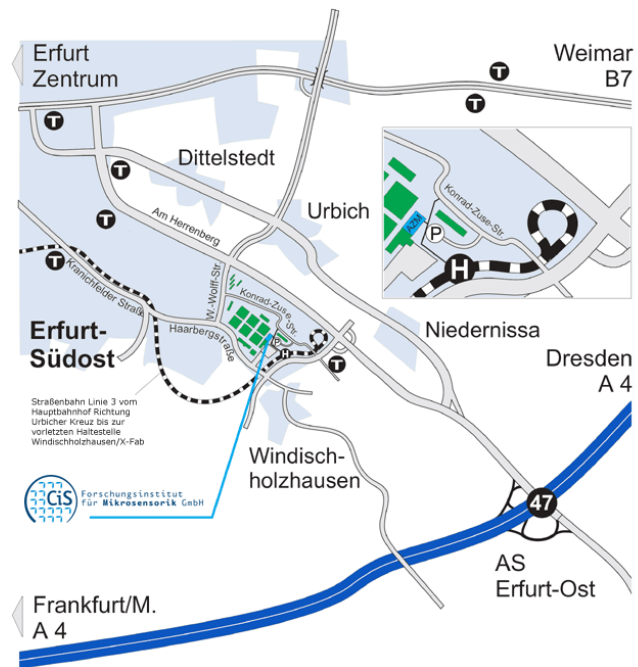 Erfurt
Zentrum
Weimar
B7
T
T
T
T
T
T
T
Dittelstedt
Urbich
Am Herrenberg
Konrad-Zuse-Str.
AZM
P
H
Kranichfelder Straße
W.-Wolff-Str.
Konrad-Zuse-Str.
Haarbergstraße
P
H
Erfurt-
Südost
Niedernissa
Dresden
A 4
Straßenbahn Linie 3 vom
Hauptbahnhof Richtung
Urbicher Kreuz bis zur
vorletzten Haltestelle
Windischholzhausen/X-Fab
Windisch-
holzhausen
CiS
Forschungsinstitut
für Mikrosensorik GmbH
47
AS
Erfurt-Ost
Frankfurt/M.
A 4